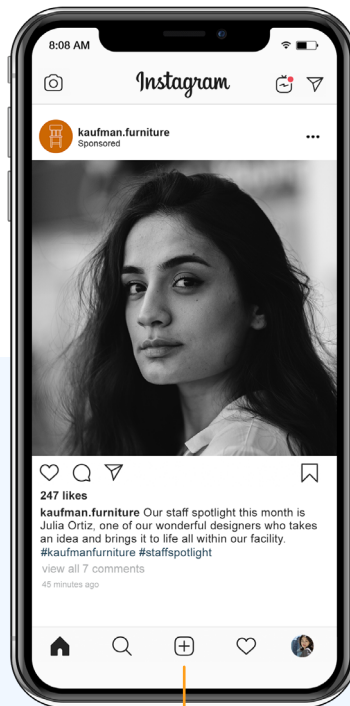 8:08 AM
Instagram
kaufman.furniture
Sponsored
247 likes
kaufman.furniture Our staff spotlight this month is
Julia Ortiz, one of our wonderful designers who takes
an idea and brings it to life all within our facility.
#kaufmanfurniture #staffspotlight
view all 7 comments
45 minutes ago